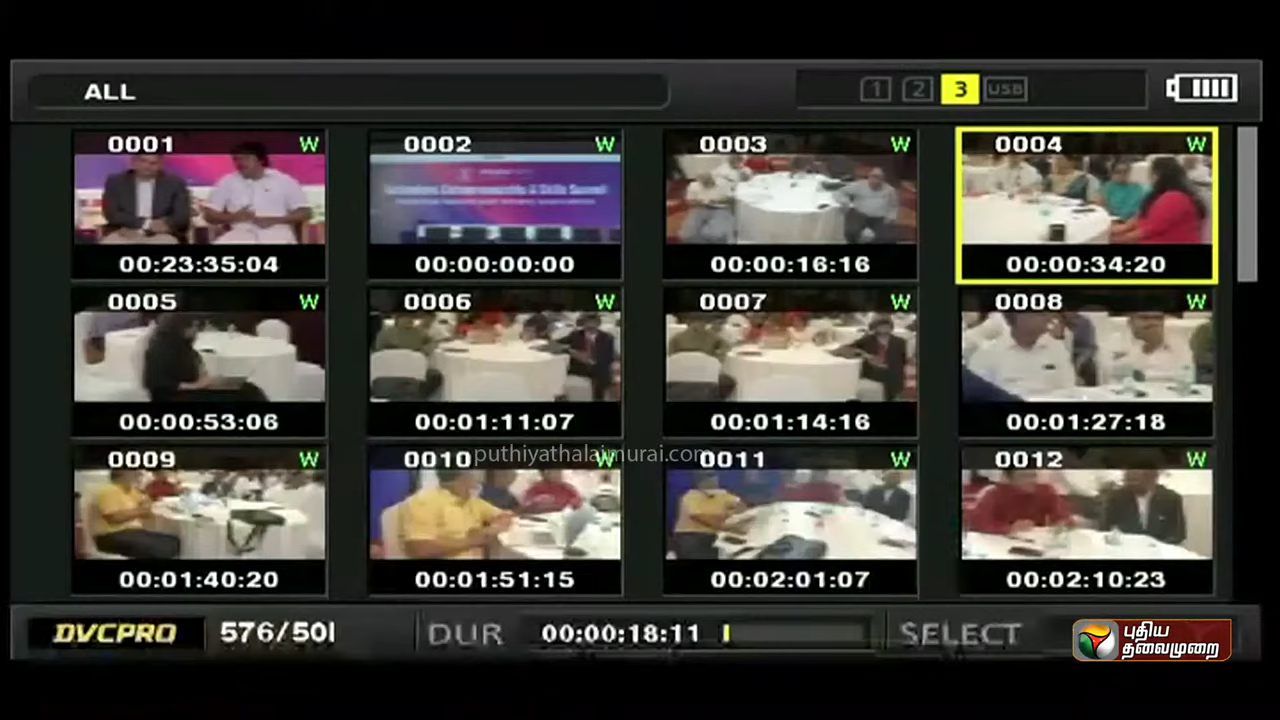 ALL
1 2 3 USB
0001 W 0002 W 0003 W 0004 W
00:23:35:04 00:00:00:00 00:00:16:16 00:00:34:20
0005 W 0006 W 0007 W 0008 W
00:00:53:06 00:01:11:07 00:01:14:16 00:01:27:18
0009 W 0010 W 0011 W 0012 W
puthiyathalaimurai.com
00:01:40:20 00:01:51:15 00:02:01:07 00:02:10:23
DVCPRO 576/50I DUR 00:00:18:11 SELECT
புதிய
தலைமுறை